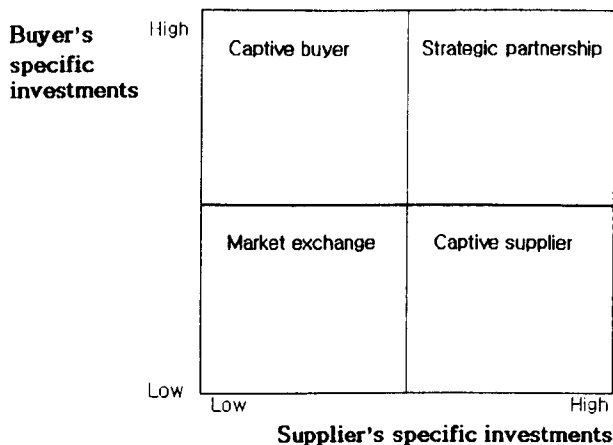 Buyer's
specific
investments
High
Captive buyer
Strategic partnership
Market exchange
Captive supplier
Low
Low
High
Supplier's specific investments